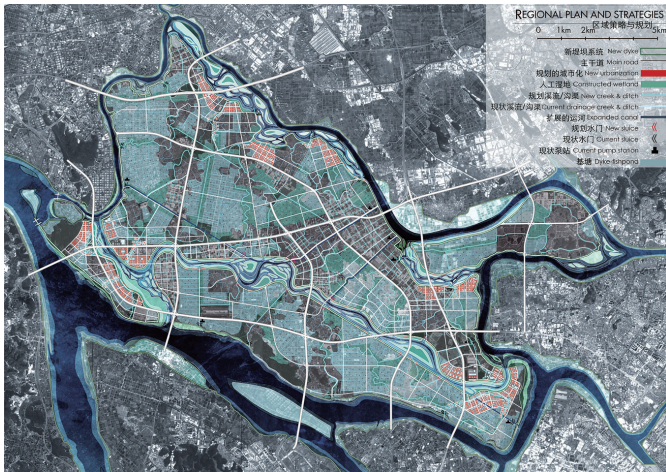 REGIONAL PLAN AND STRATEGIES
区域策略与规划
0 1km 2km 5km
新堤坝系统 New dyke
主干道 Main road
规划的城市化 New urbanization
人工湿地 Constructed wetland
规划溪流/沟渠 New creek & ditch
现状溪流/沟渠 Current drainage creek & ditch
扩展的运河 Expanded canal
规划水门 New sluice
现状水门 Current sluice
现状泵站 Current pump station
基塘 Dyke-fishpond